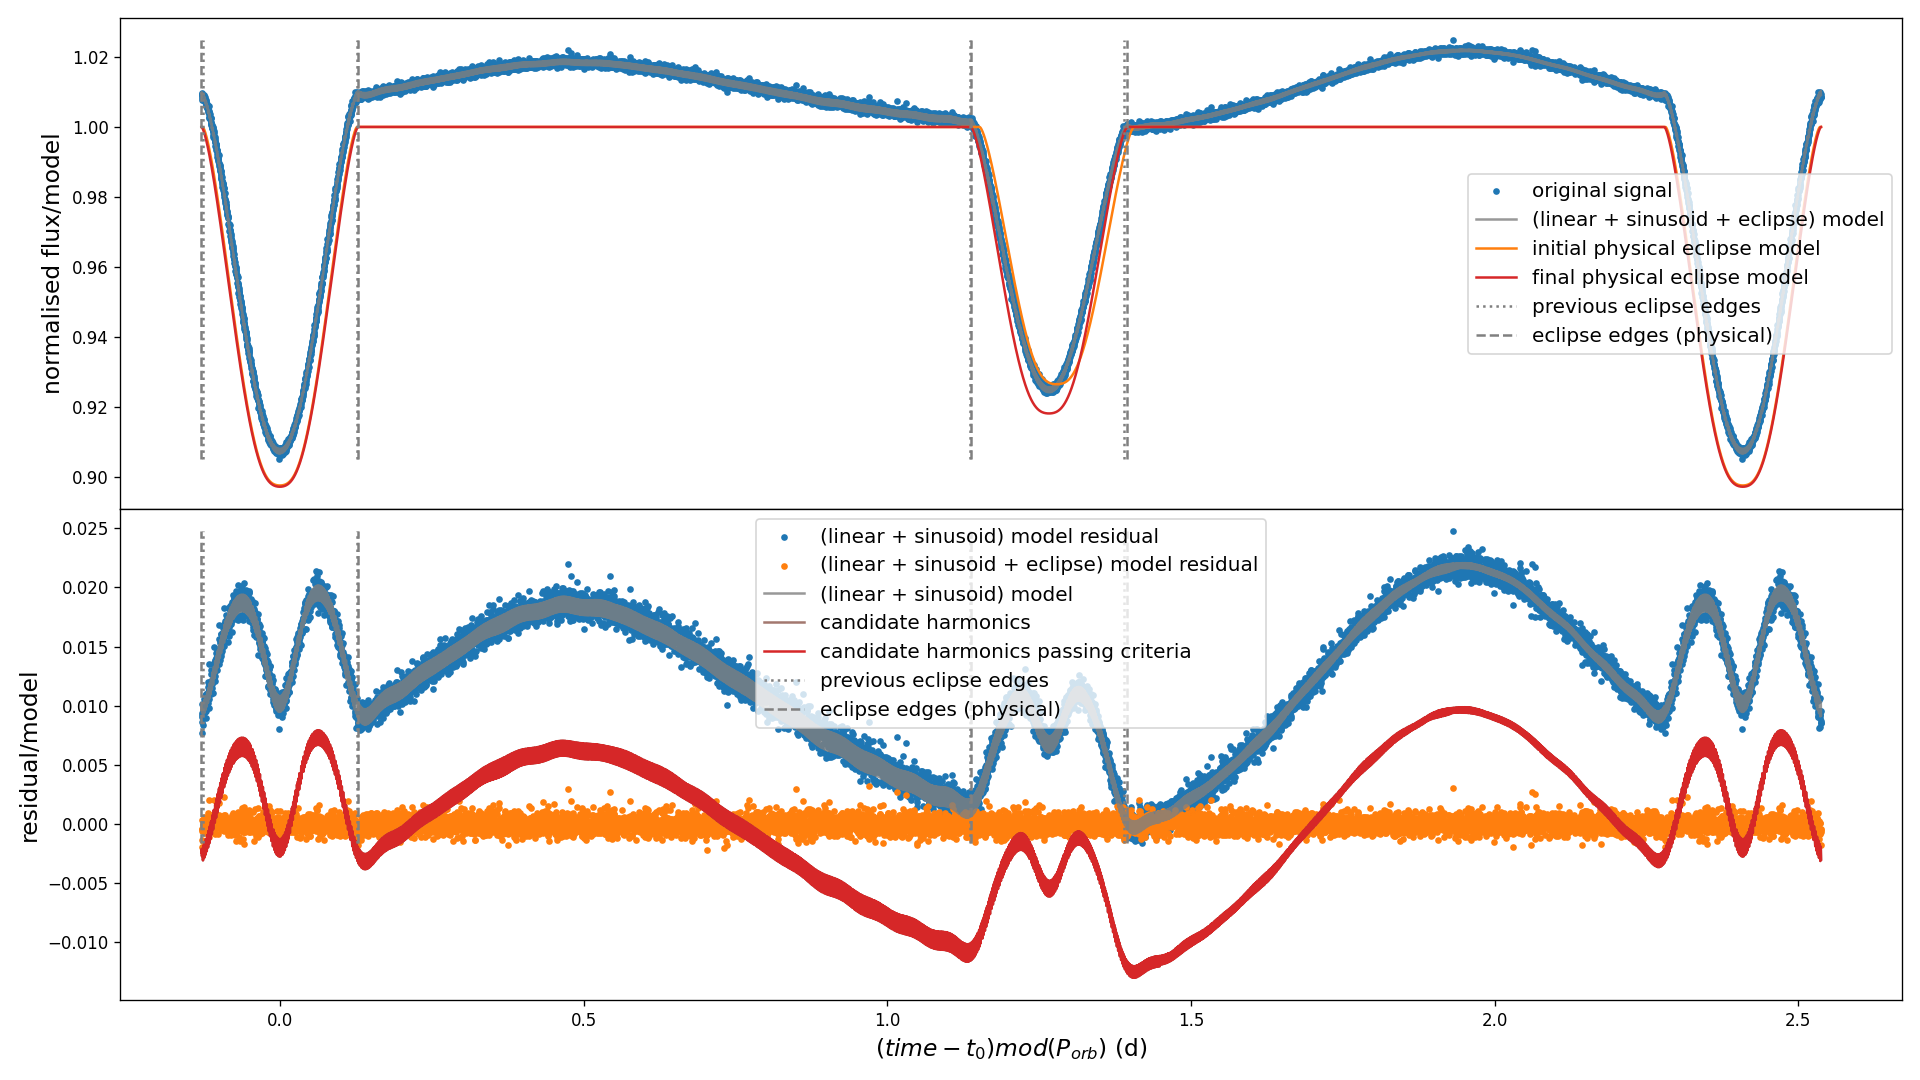 normalised flux/model
1.02
1.00
0.98
0.96
0.94
0.92
0.90
original signal
(linear + sinusoid + eclipse) model
initial physical eclipse model
final physical eclipse model
previous eclipse edges
eclipse edges (physical)
residual/model
0.025
0.020
0.015
0.010
0.005
0.000
−0.005
−0.010
(linear + sinusoid) model residual
(linear + sinusoid + eclipse) model residual
(linear + sinusoid) model
candidate harmonics
candidate harmonics passing criteria
previous eclipse edges
eclipse edges (physical)
0.0 0.5 1.0 1.5 2.0 2.5
(time − t₀)mod(P_orb) (d)